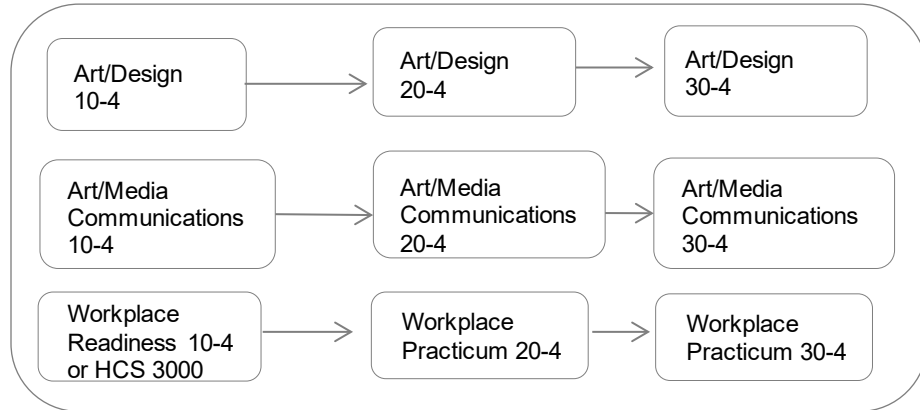 Art/Design
10-4
Art/Design
20-4
Art/Design
30-4
Art/Media
Communications
10-4
Art/Media
Communications
20-4
Art/Media
Communications
30-4
Workplace
Readiness 10-4
or HCS 3000
Workplace
Practicum 20-4
Workplace
Practicum 30-4